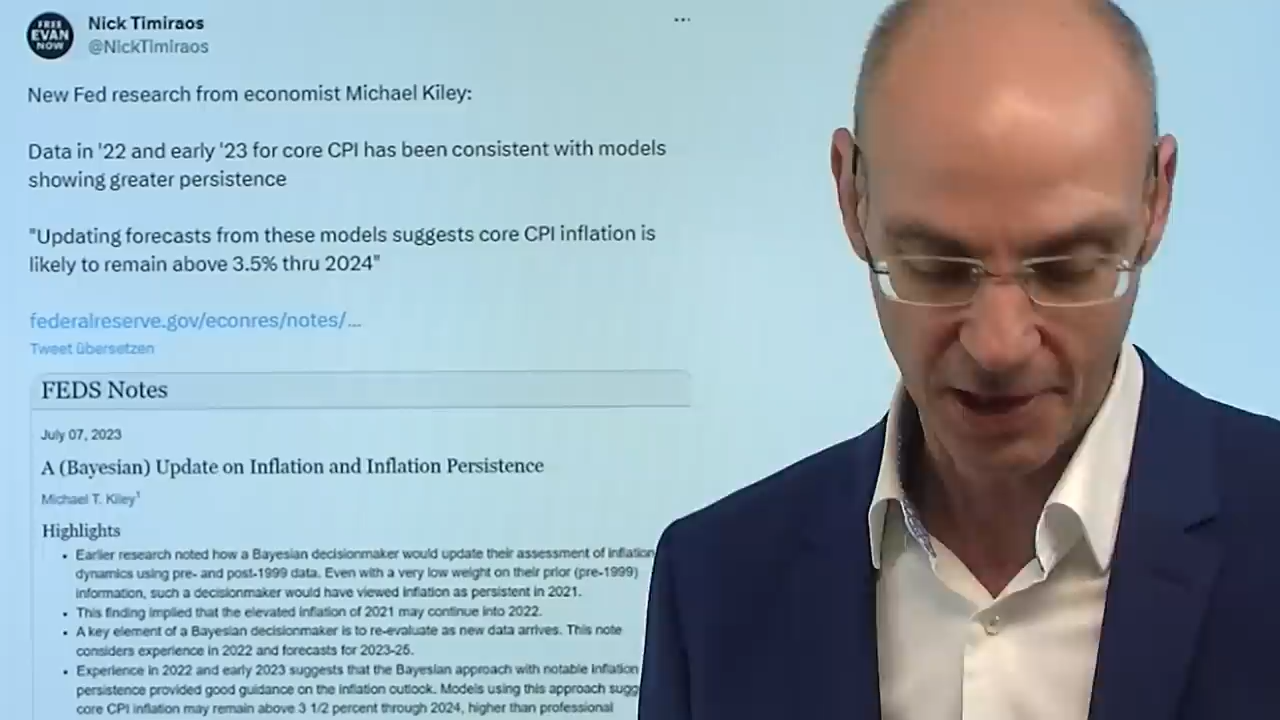 FREE
EVAN
NOW
Nick Timiraos
@NickTimiraos
...
New Fed research from economist Michael Kiley:
Data in '22 and early '23 for core CPI has been consistent with models
showing greater persistence
"Updating forecasts from these models suggests core CPI inflation is
likely to remain above 3.5% thru 2024"
federalreserve.gov/econres/notes/...
Tweet übersetzen
FEDS Notes
July 07, 2023
A (Bayesian) Update on Inflation and Inflation Persistence
Michael T. Kiley1
Highlights
• Earlier research noted how a Bayesian decisionmaker would update their assessment of inflation
dynamics using pre- and post-1999 data. Even with a very low weight on their prior (pre-1999)
information, such a decisionmaker would have viewed inflation as persistent in 2021.
• This finding implied that the elevated inflation of 2021 may continue into 2022.
• A key element of a Bayesian decisionmaker is to re-evaluate as new data arrives. This note
considers experience in 2022 and forecasts for 2023-25.
• Experience in 2022 and early 2023 suggests that the Bayesian approach with notable inflation
persistence provided good guidance on the inflation outlook. Models using this approach sugg
core CPI inflation may remain above 3 1/2 percent through 2024, higher than professional